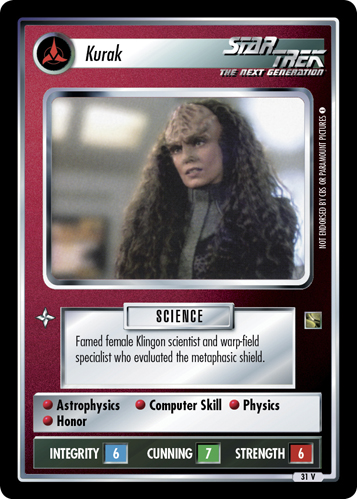 Kurak
STAR TREK
THE NEXT GENERATION
NOT ENDORSED BY CBS OR PARAMOUNT PICTURES
SCIENCE
Famed female Klingon scientist and warp-field
specialist who evaluated the metaphasic shield.
Astrophysics Computer Skill Physics
Honor
INTEGRITY 6 CUNNING 7 STRENGTH 6
31 V